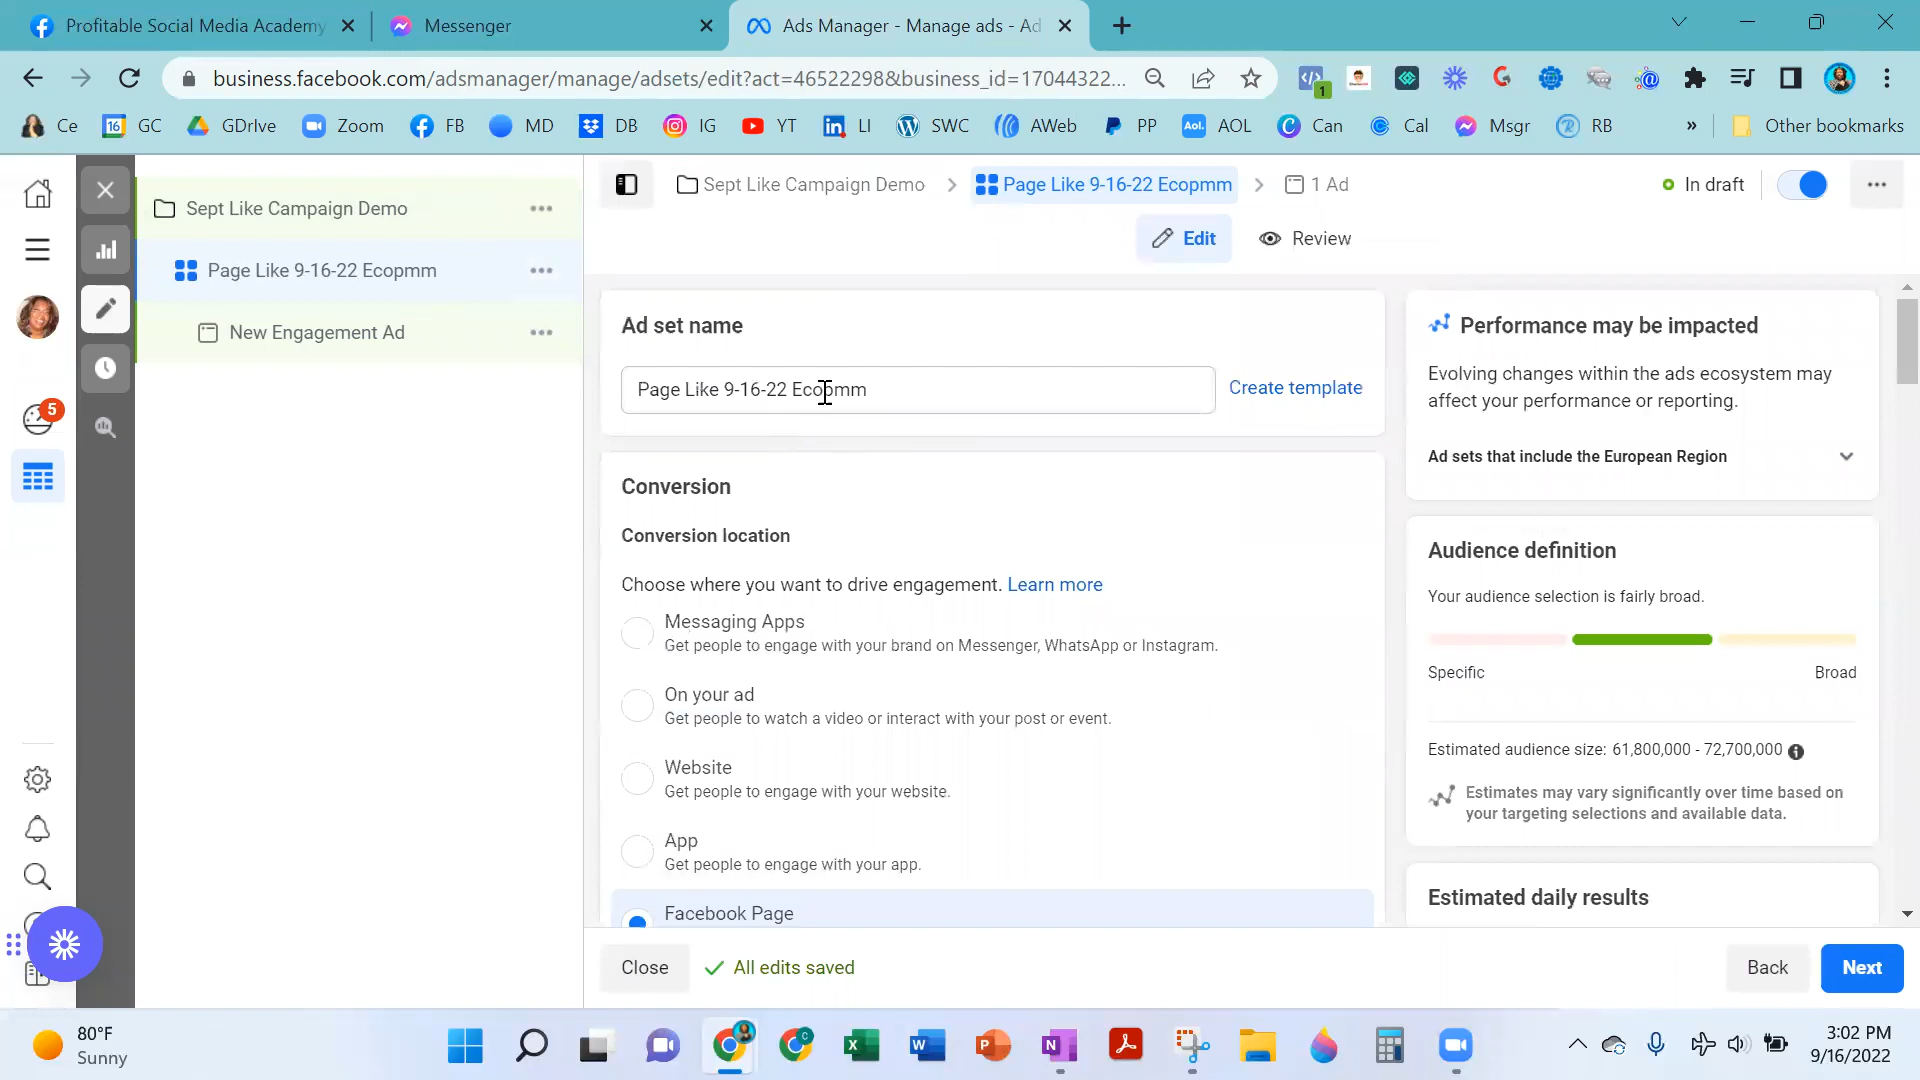 Profitable Social Media Academy
Messenger
Ads Manager - Manage ads - Ad
business.facebook.com/adsmanager/manage/adsets/edit?act=46522298&business_id=17044322...
1
Ce
16
GC
GDrIve
Zoom
FB
MD
DB
IG
YT
LI
SWC
AWeb
PP
Aol.
AOL
Can
Cal
Msgr
RB
»
Other bookmarks
Sept Like Campaign Demo
Page Like 9-16-22 Ecopmm
New Engagement Ad
5
Sept Like Campaign Demo
Page Like 9-16-22 Ecopmm
1 Ad
In draft
Edit
Review
Ad set name
Page Like 9-16-22 Ecopmm
Create template
Conversion
Conversion location
Choose where you want to drive engagement. Learn more
Messaging Apps
Get people to engage with your brand on Messenger, WhatsApp or Instagram.
On your ad
Get people to watch a video or interact with your post or event.
Website
Get people to engage with your website.
App
Get people to engage with your app.
Facebook Page
Performance may be impacted
Evolving changes within the ads ecosystem may
affect your performance or reporting.
Ad sets that include the European Region
Audience definition
Your audience selection is fairly broad.
Specific
Broad
Estimated audience size: 61,800,000 - 72,700,000
Estimates may vary significantly over time based on
your targeting selections and available data.
Estimated daily results
Close
All edits saved
Back
Next
80°F
Sunny
3:02 PM
9/16/2022